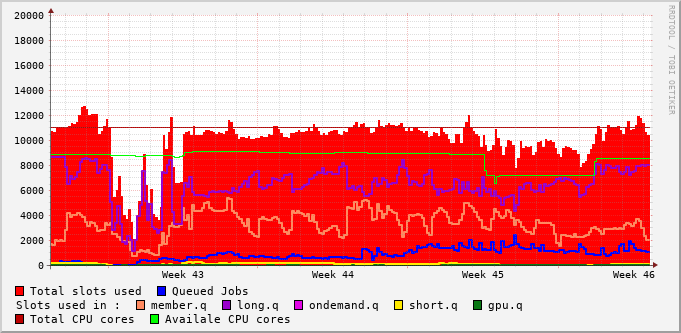 20000
18000
16000
14000
12000
10000
8000
6000
4000
2000
0
Week 43 Week 44 Week 45 Week 46
RRDTOOL / TOBI OETIKER
Total slots used Queued Jobs
Slots used in : member.q long.q ondemand.q short.q gpu.q
Total CPU cores Availale CPU cores